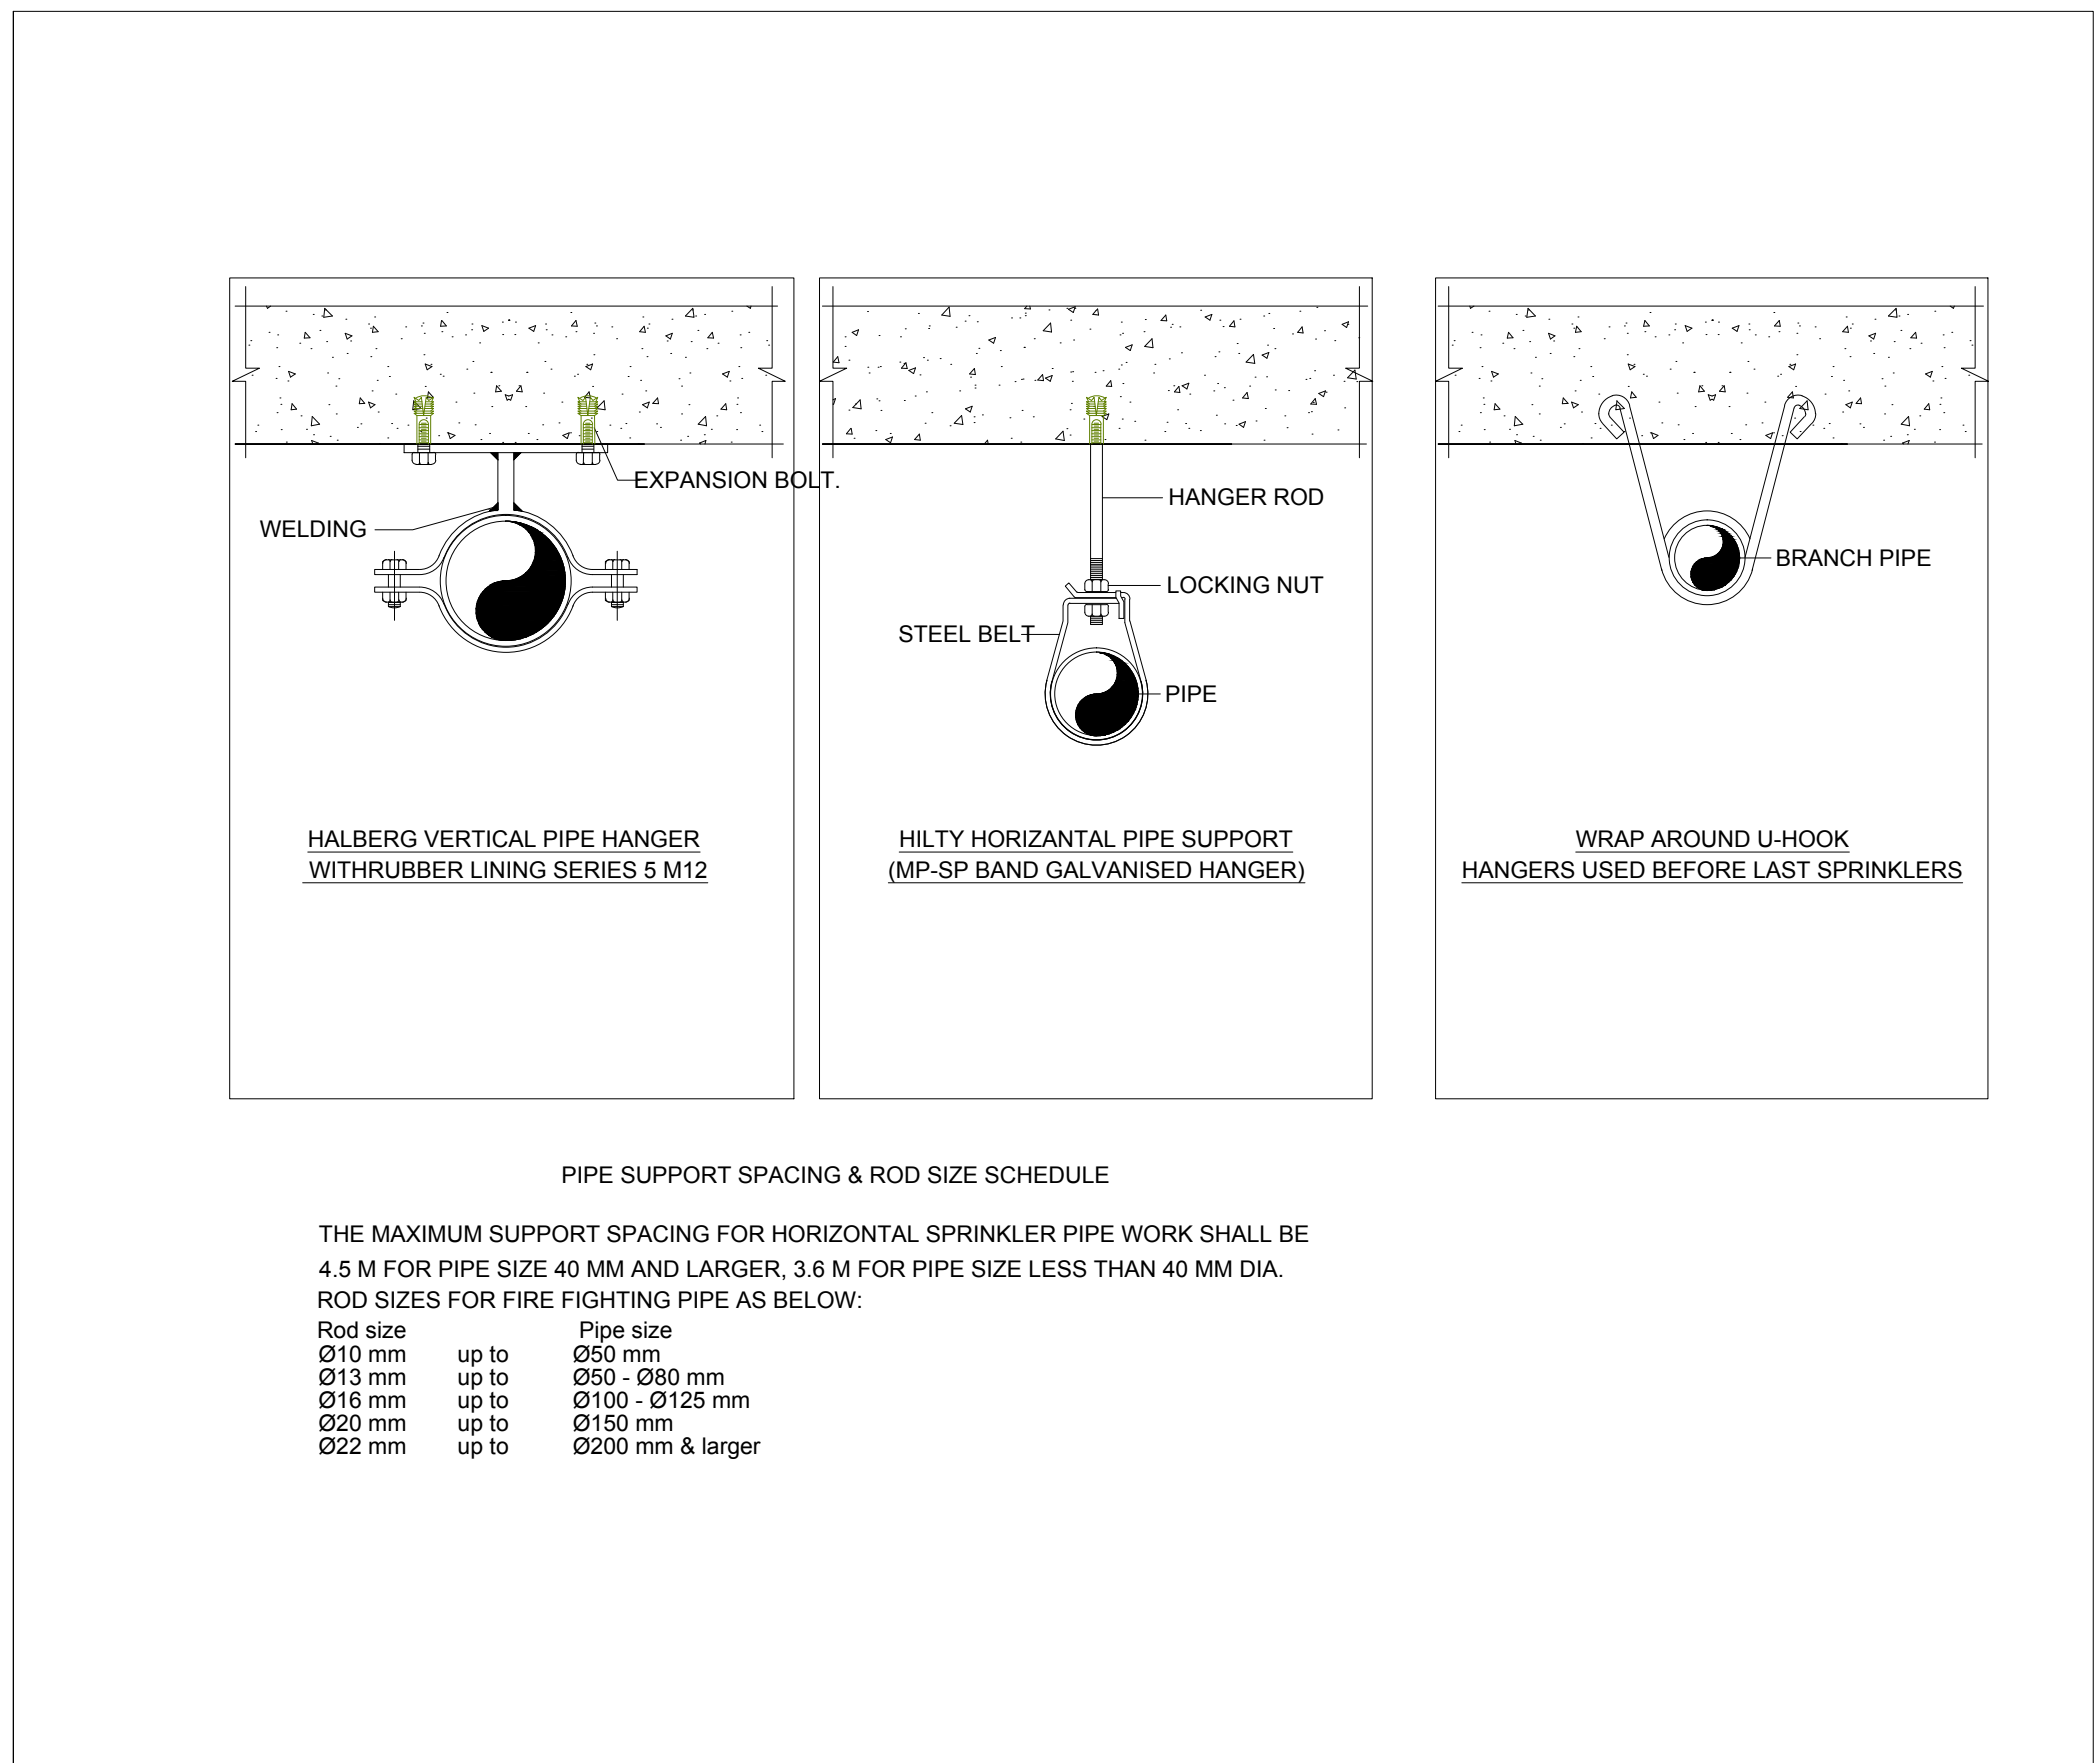 EXPANSION BOLT.
WELDING
HALBERG VERTICAL PIPE HANGER
WITHRUBBER LINING SERIES 5 M12
HANGER ROD
LOCKING NUT
STEEL BELT
PIPE
HILTY HORIZANTAL PIPE SUPPORT
(MP-SP BAND GALVANISED HANGER)
BRANCH PIPE
WRAP AROUND U-HOOK
HANGERS USED BEFORE LAST SPRINKLERS
PIPE SUPPORT SPACING & ROD SIZE SCHEDULE
THE MAXIMUM SUPPORT SPACING FOR HORIZONTAL SPRINKLER PIPE WORK SHALL BE
4.5 M FOR PIPE SIZE 40 MM AND LARGER, 3.6 M FOR PIPE SIZE LESS THAN 40 MM DIA.
ROD SIZES FOR FIRE FIGHTING PIPE AS BELOW:
Rod size Pipe size
Ø10 mm up to Ø50 mm
Ø13 mm up to Ø50 - Ø80 mm
Ø16 mm up to Ø100 - Ø125 mm
Ø20 mm up to Ø150 mm
Ø22 mm up to Ø200 mm & larger